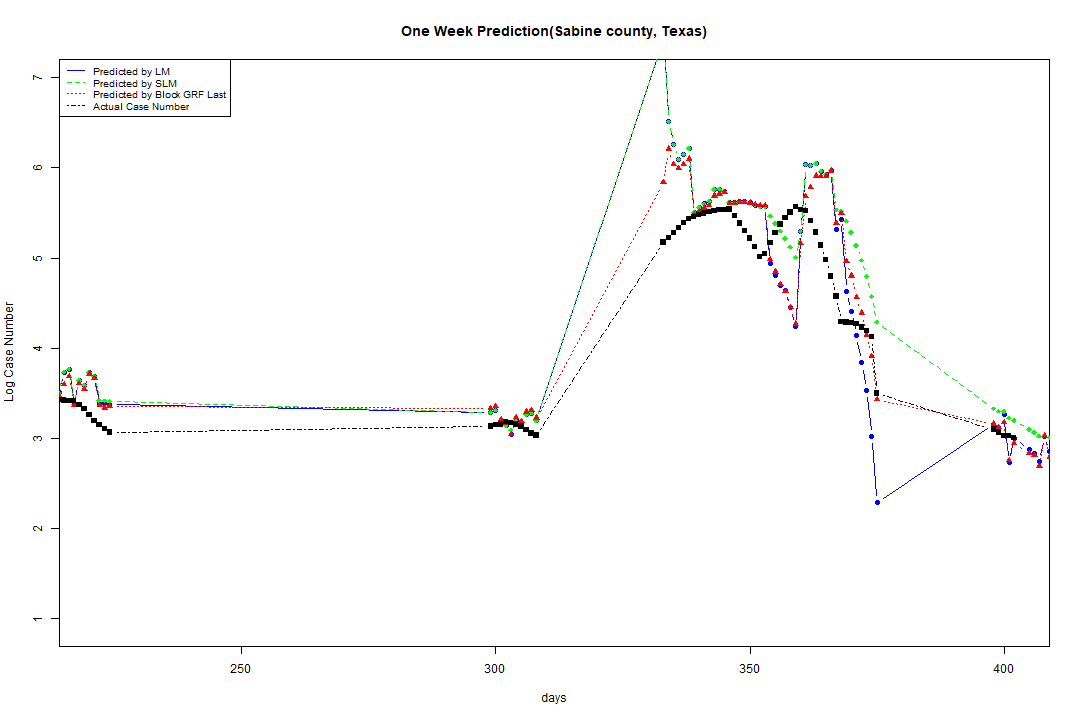 One Week Prediction(Sabine county, Texas)
Predicted by LM
Predicted by SLM
Predicted by Block GRF Last
Actual Case Number
7
6
5
4
3
2
1
Log Case Number
250 300 350 400
days